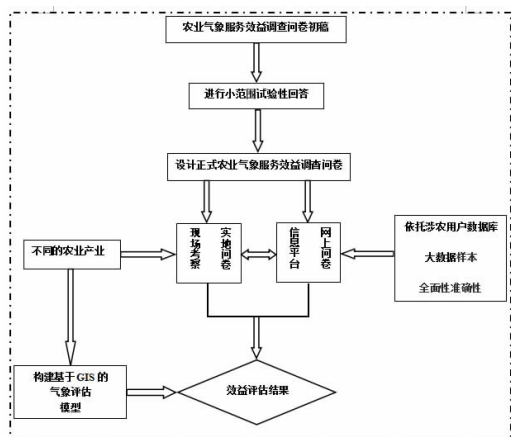 农业气象服务效益调查问卷初稿
进行小范围试验性回答
设计正式农业气象服务效益调查问卷
不同的农业产业
实地问卷
现场考察
网上问卷
信息平台
依托涉农用户数据库
大数据样本
全面性准确性
构建基于GIS的
气象评估
模型
效益评估结果